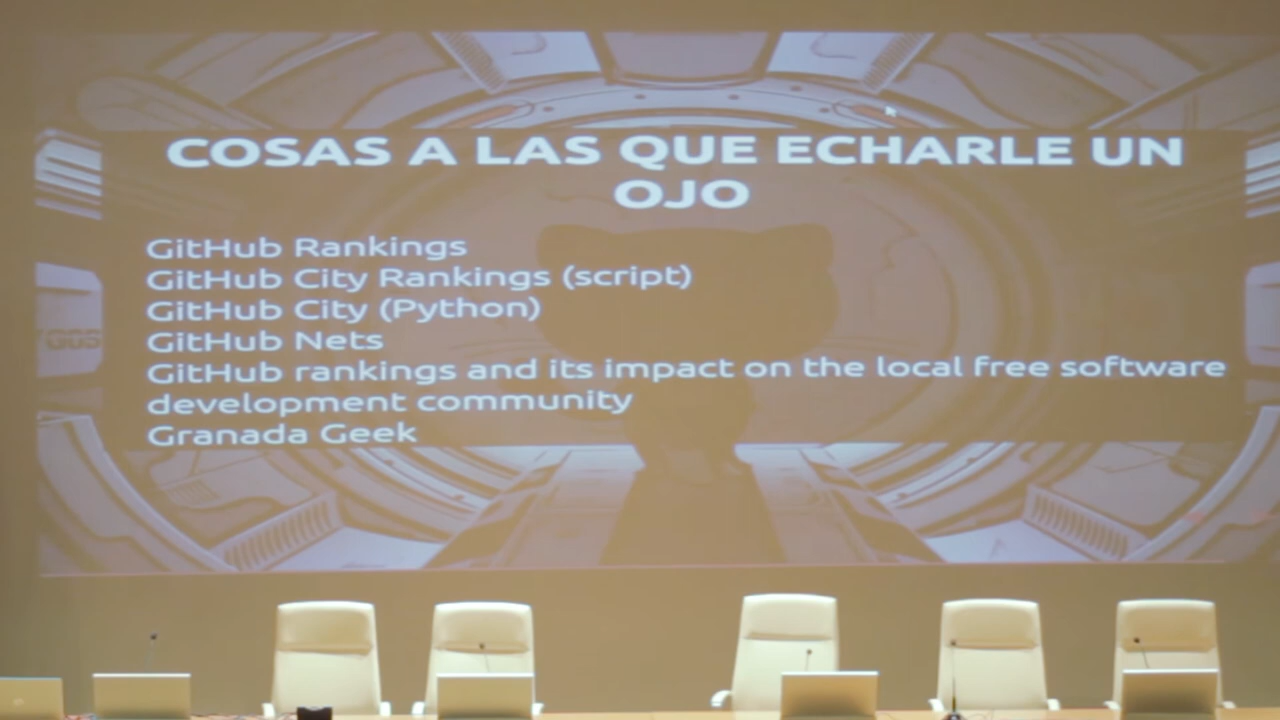 COSAS A LAS QUE ECHARLE UN
OJO
GitHub Rankings
GitHub City Rankings (script)
GitHub City (Python)
GitHub Nets
GitHub rankings and its impact on the local free software
development community
Granada Geek